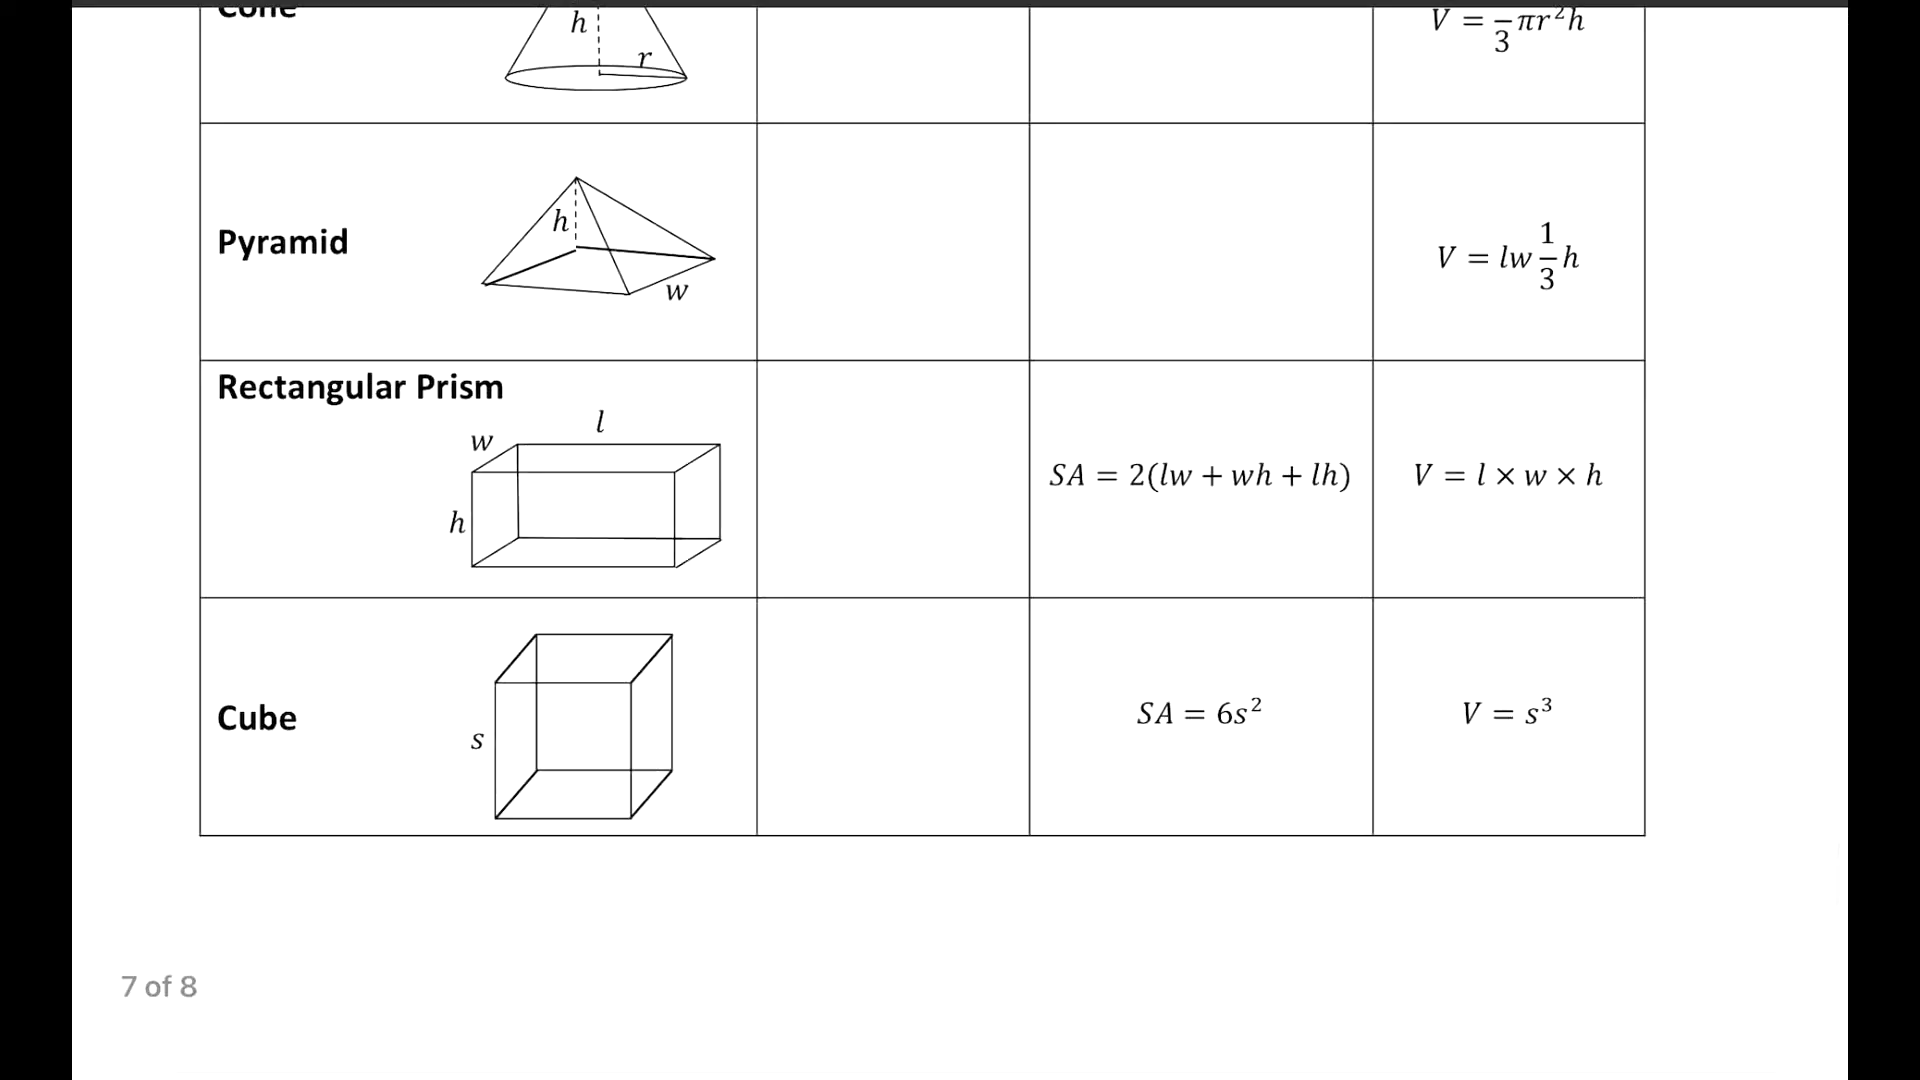 Cone
h
r
V = 1/3 πr²h
Pyramid
h
w
V = lw 1/3 h
Rectangular Prism
l
w
h
SA = 2(lw + wh + lh)
V = l × w × h
Cube
s
SA = 6s²
V = s³
7 of 8